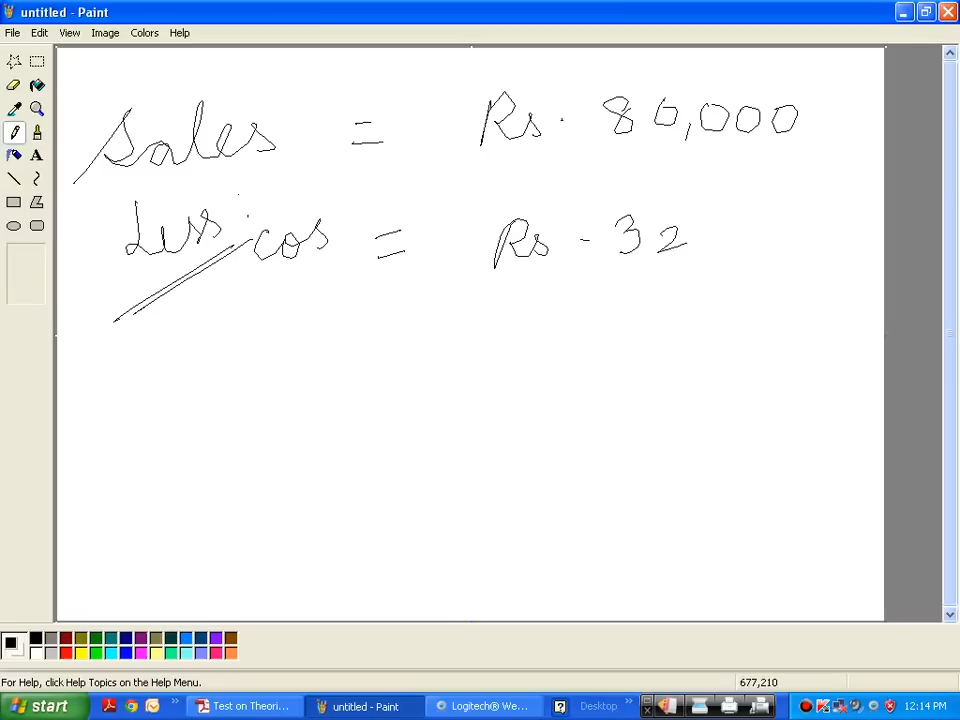 untitled - Paint
File Edit View Image Colors Help
Sales = Rs. 80,000
Less: COS = Rs - 32
For Help, click Help Topics on the Help Menu.
677,210
start
Test on Theori...
untitled - Paint
Logitech® We...
Desktop
12:14 PM